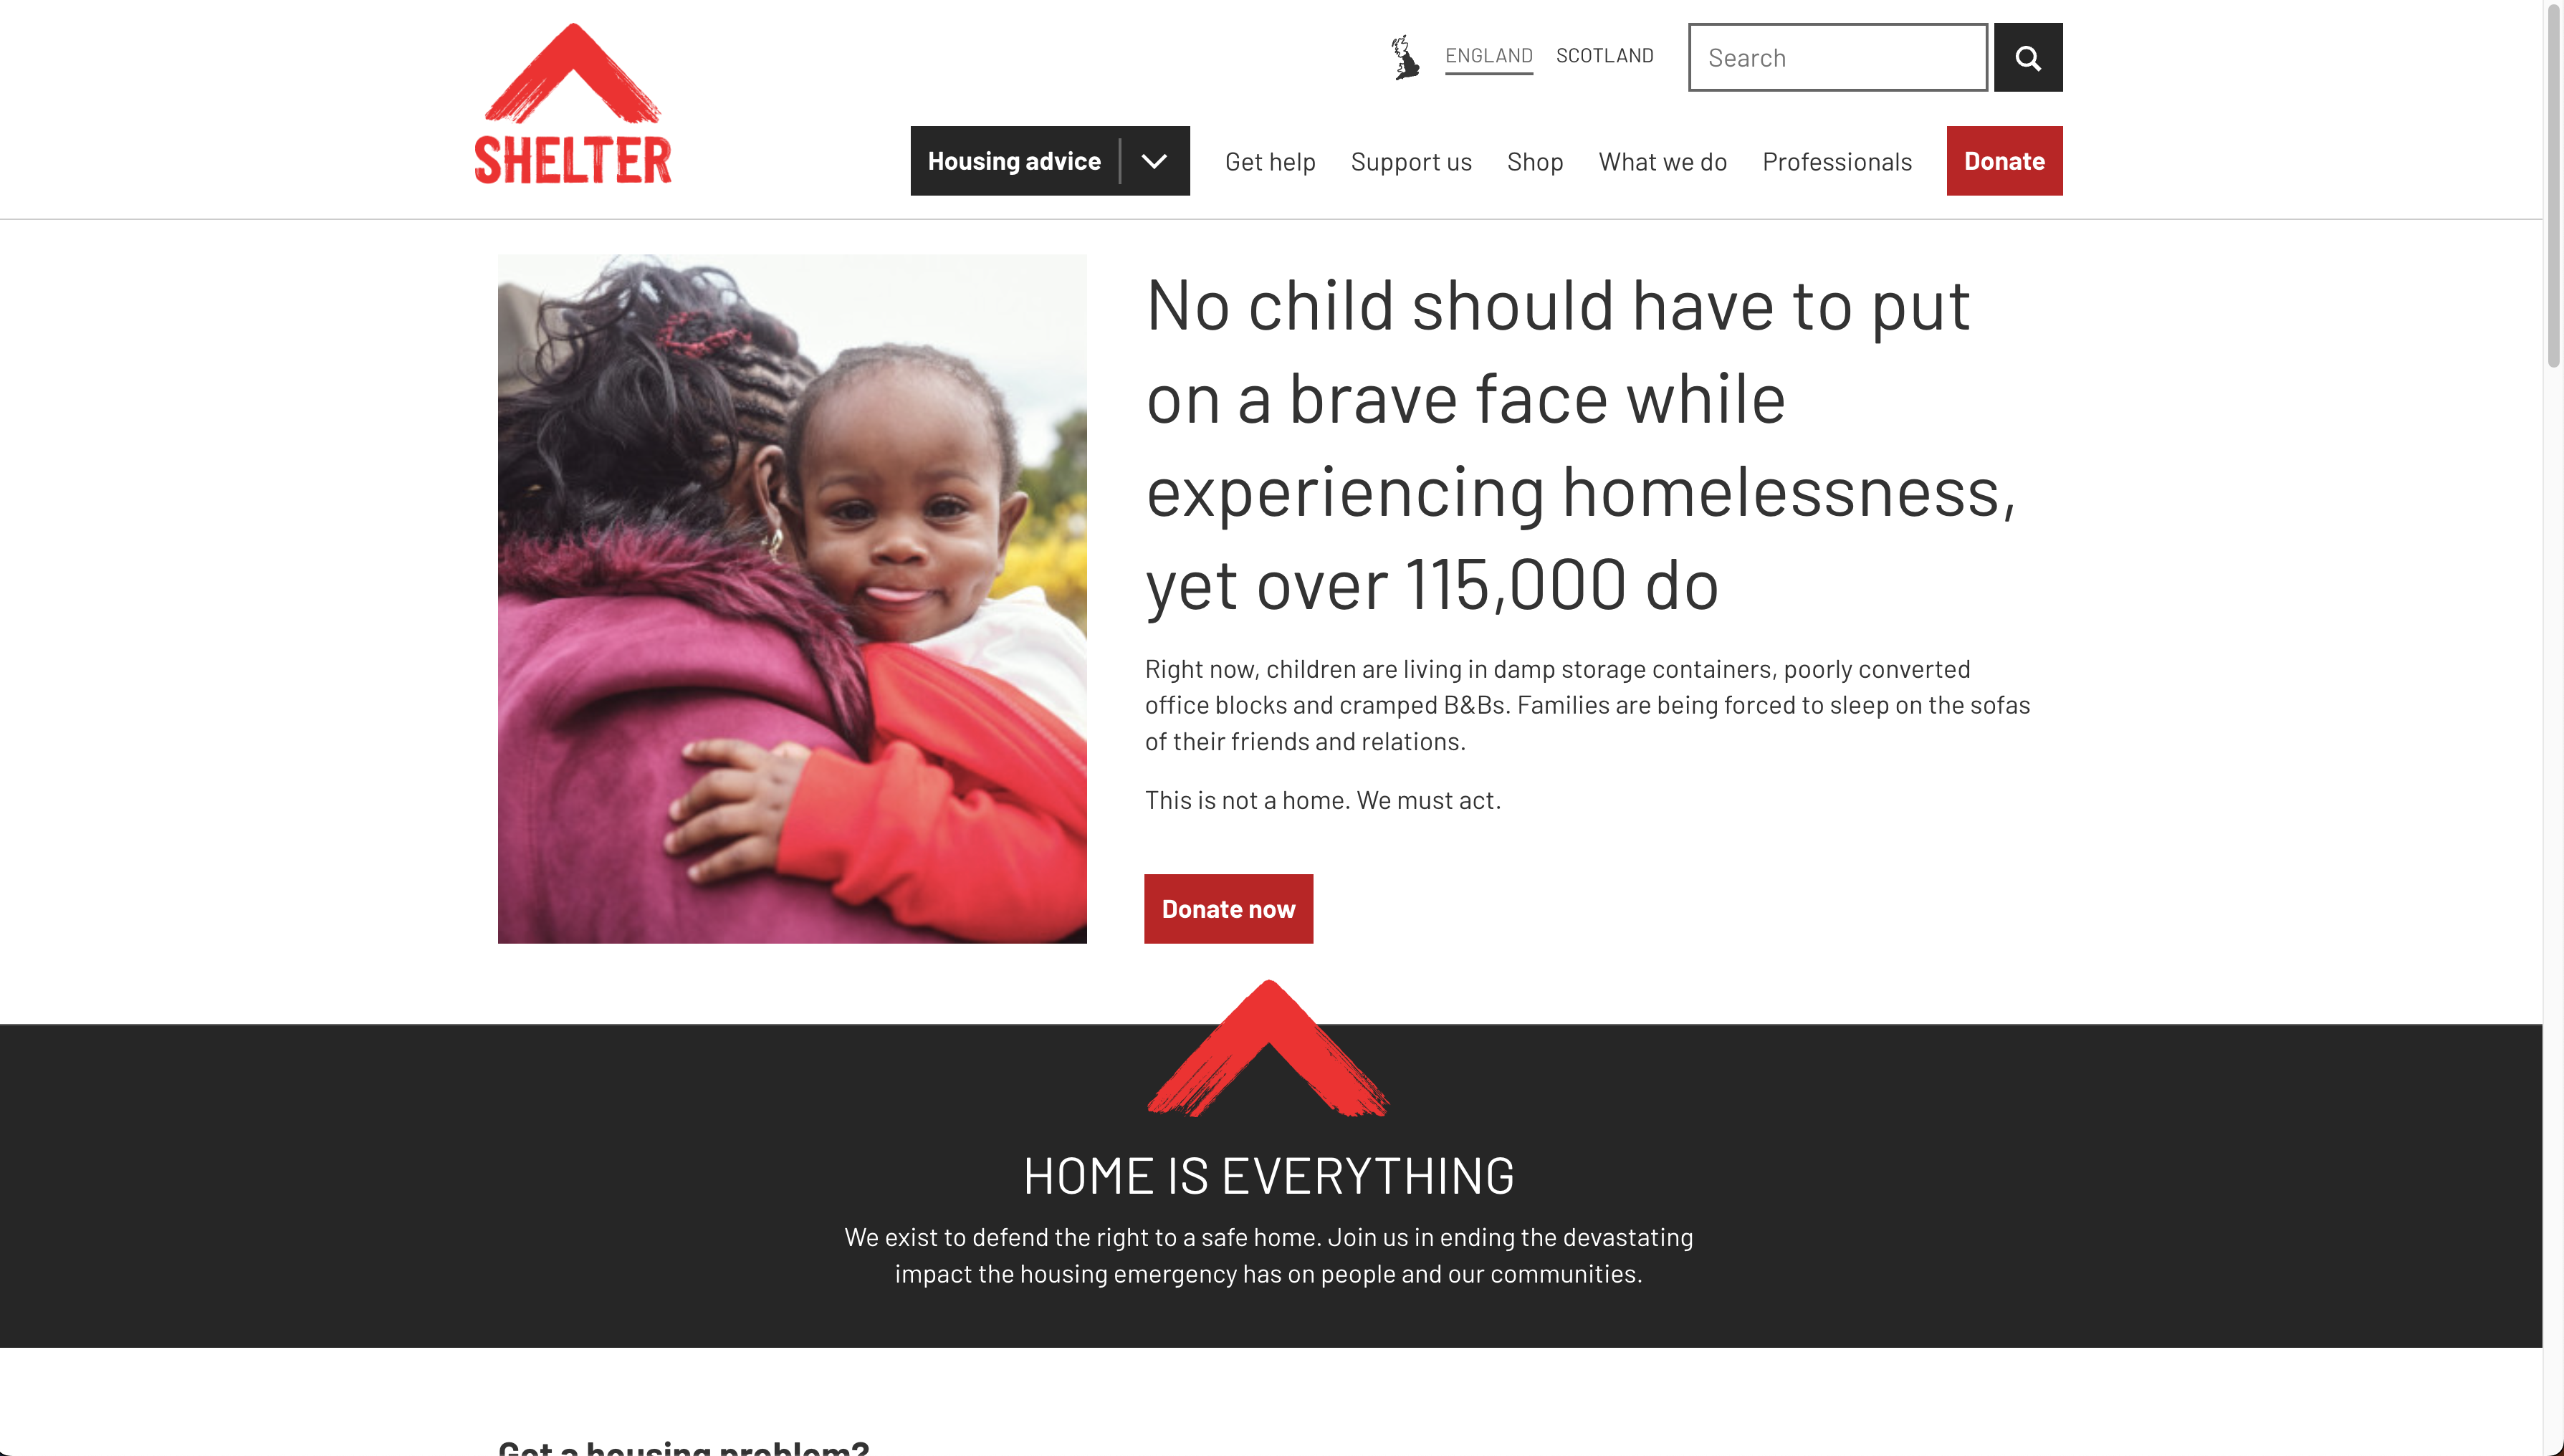 SHELTER
ENGLAND SCOTLAND
Search
Housing advice
Get help
Support us
Shop
What we do
Professionals
Donate
No child should have to put
on a brave face while
experiencing homelessness,
yet over 115,000 do
Right now, children are living in damp storage containers, poorly converted
office blocks and cramped B&Bs. Families are being forced to sleep on the sofas
of their friends and relations.
This is not a home. We must act.
Donate now
HOME IS EVERYTHING
We exist to defend the right to a safe home. Join us in ending the devastating
impact the housing emergency has on people and our communities.
Got a housing problem?